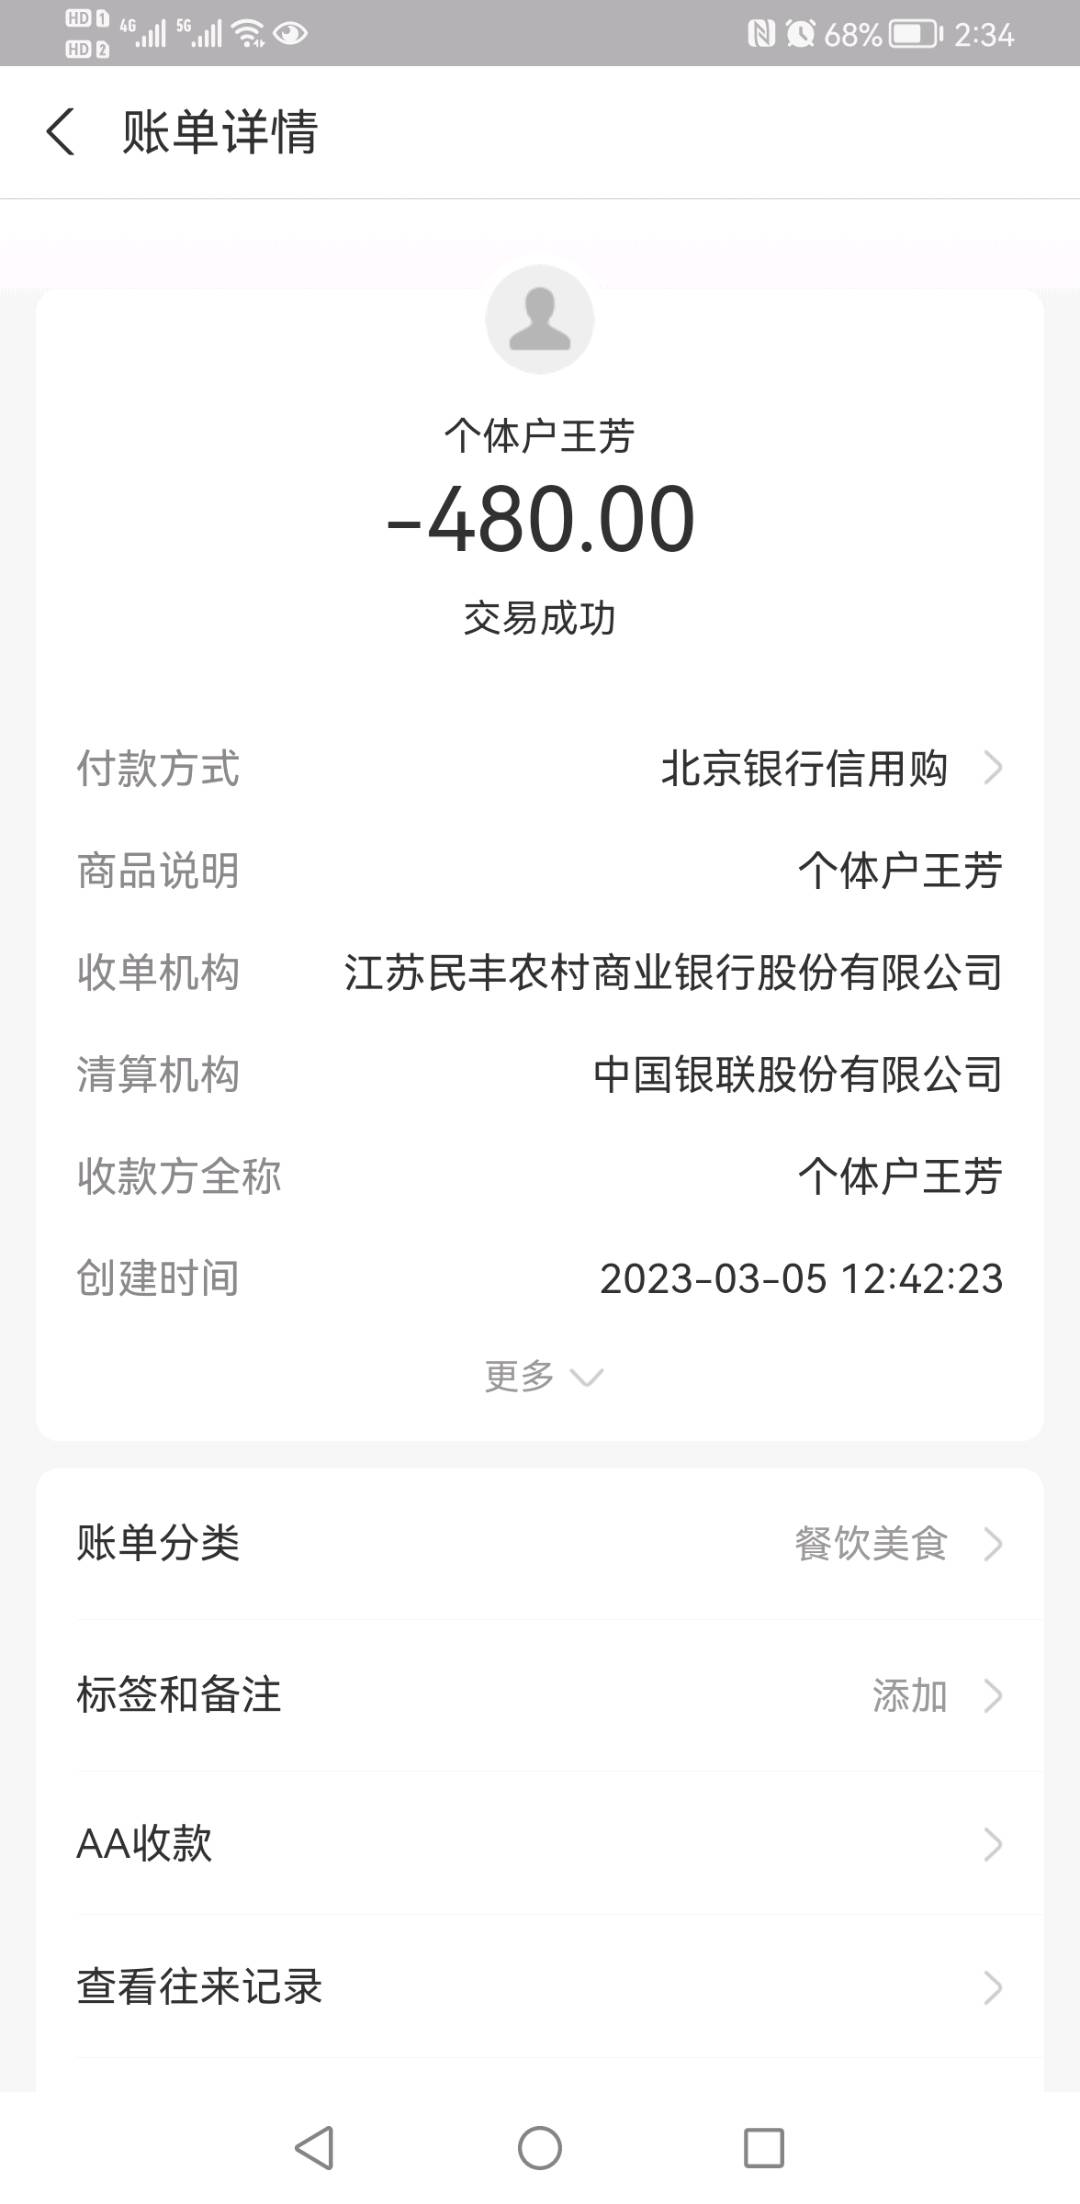 HD 1 4G 5G 68% 2:34
HD 2
账单详情
个体户王芳
-480.00
交易成功
付款方式 北京银行信用购
商品说明 个体户王芳
收单机构 江苏民丰农村商业银行股份有限公司
清算机构 中国银联股份有限公司
收款方全称 个体户王芳
创建时间 2023-03-05 12:42:23
更多
账单分类 餐饮美食
标签和备注 添加
AA收款
查看往来记录